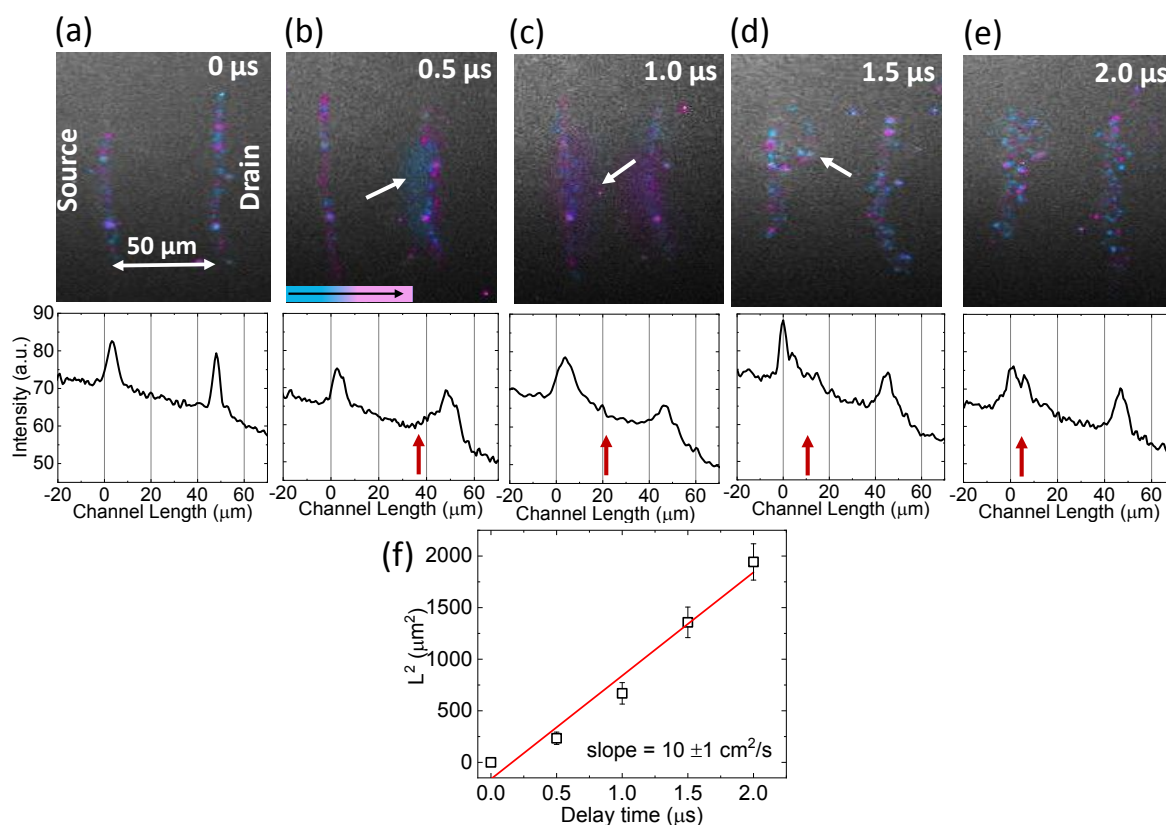 (a) (b) (c) (d) (e)
0 μs 0.5 μs 1.0 μs 1.5 μs 2.0 μs
Source
Drain
50 μm
90
80
70
60
50
Intensity (a.u.)
-20 0 20 40 60 -20 0 20 40 60 -20 0 20 40 60 -20 0 20 40 60 -20 0 20 40 60
Channel Length (μm) Channel Length (μm) Channel Length (μm) Channel Length (μm) Channel Length (μm)
(f)
2000
1500
1000
500
0
L² (μm²)
slope = 10 ±1 cm²/s
0.0 0.5 1.0 1.5 2.0
Delay time (μs)